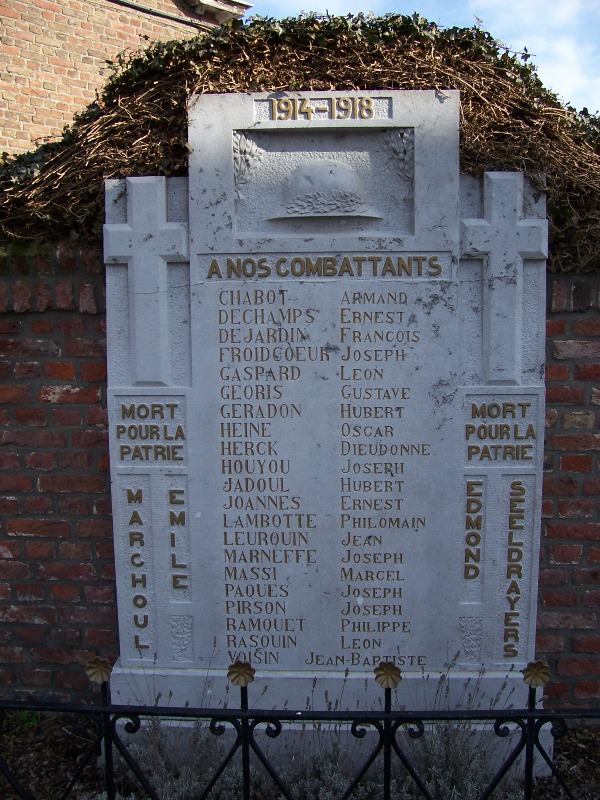 1914-1918
A NOS COMBATTANTS
CHABOT ARMAND
DECHAMPS ERNEST
DEJARDIN FRANÇOIS
FROIDCOEUR JOSEPH
GASPARD LEON
GEORIS GUSTAVE
GERADON HUBERT
HEINE OSCAR
HERCK DIEUDONNE
HOUYOU JOSEPH
JADOUL HUBERT
JOANNES ERNEST
LAMBOTTE PHILOMAIN
LEURQUIN JEAN
MARNEFFE JOSEPH
MASSI MARCEL
PAQUES JOSEPH
PIRSON JOSEPH
RAMQUET PHILIPPE
RASQUIN LEON
VOISIN JEAN-BAPTISTE
MORT
POUR LA
PATRIE
MARCHOUL
EMILE
MORT
POUR LA
PATRIE
EDMOND
SEELDRAYERS